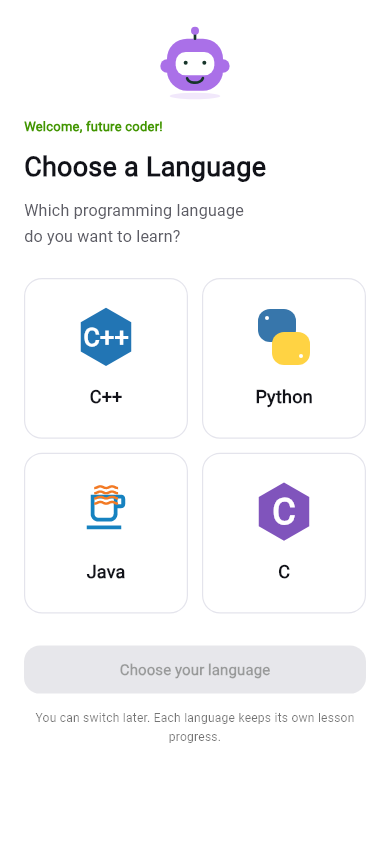 Welcome, future coder!
Choose a Language
Which programming language
do you want to learn?
C++
C++
Python
Java
C
C
Choose your language
You can switch later. Each language keeps its own lesson
progress.